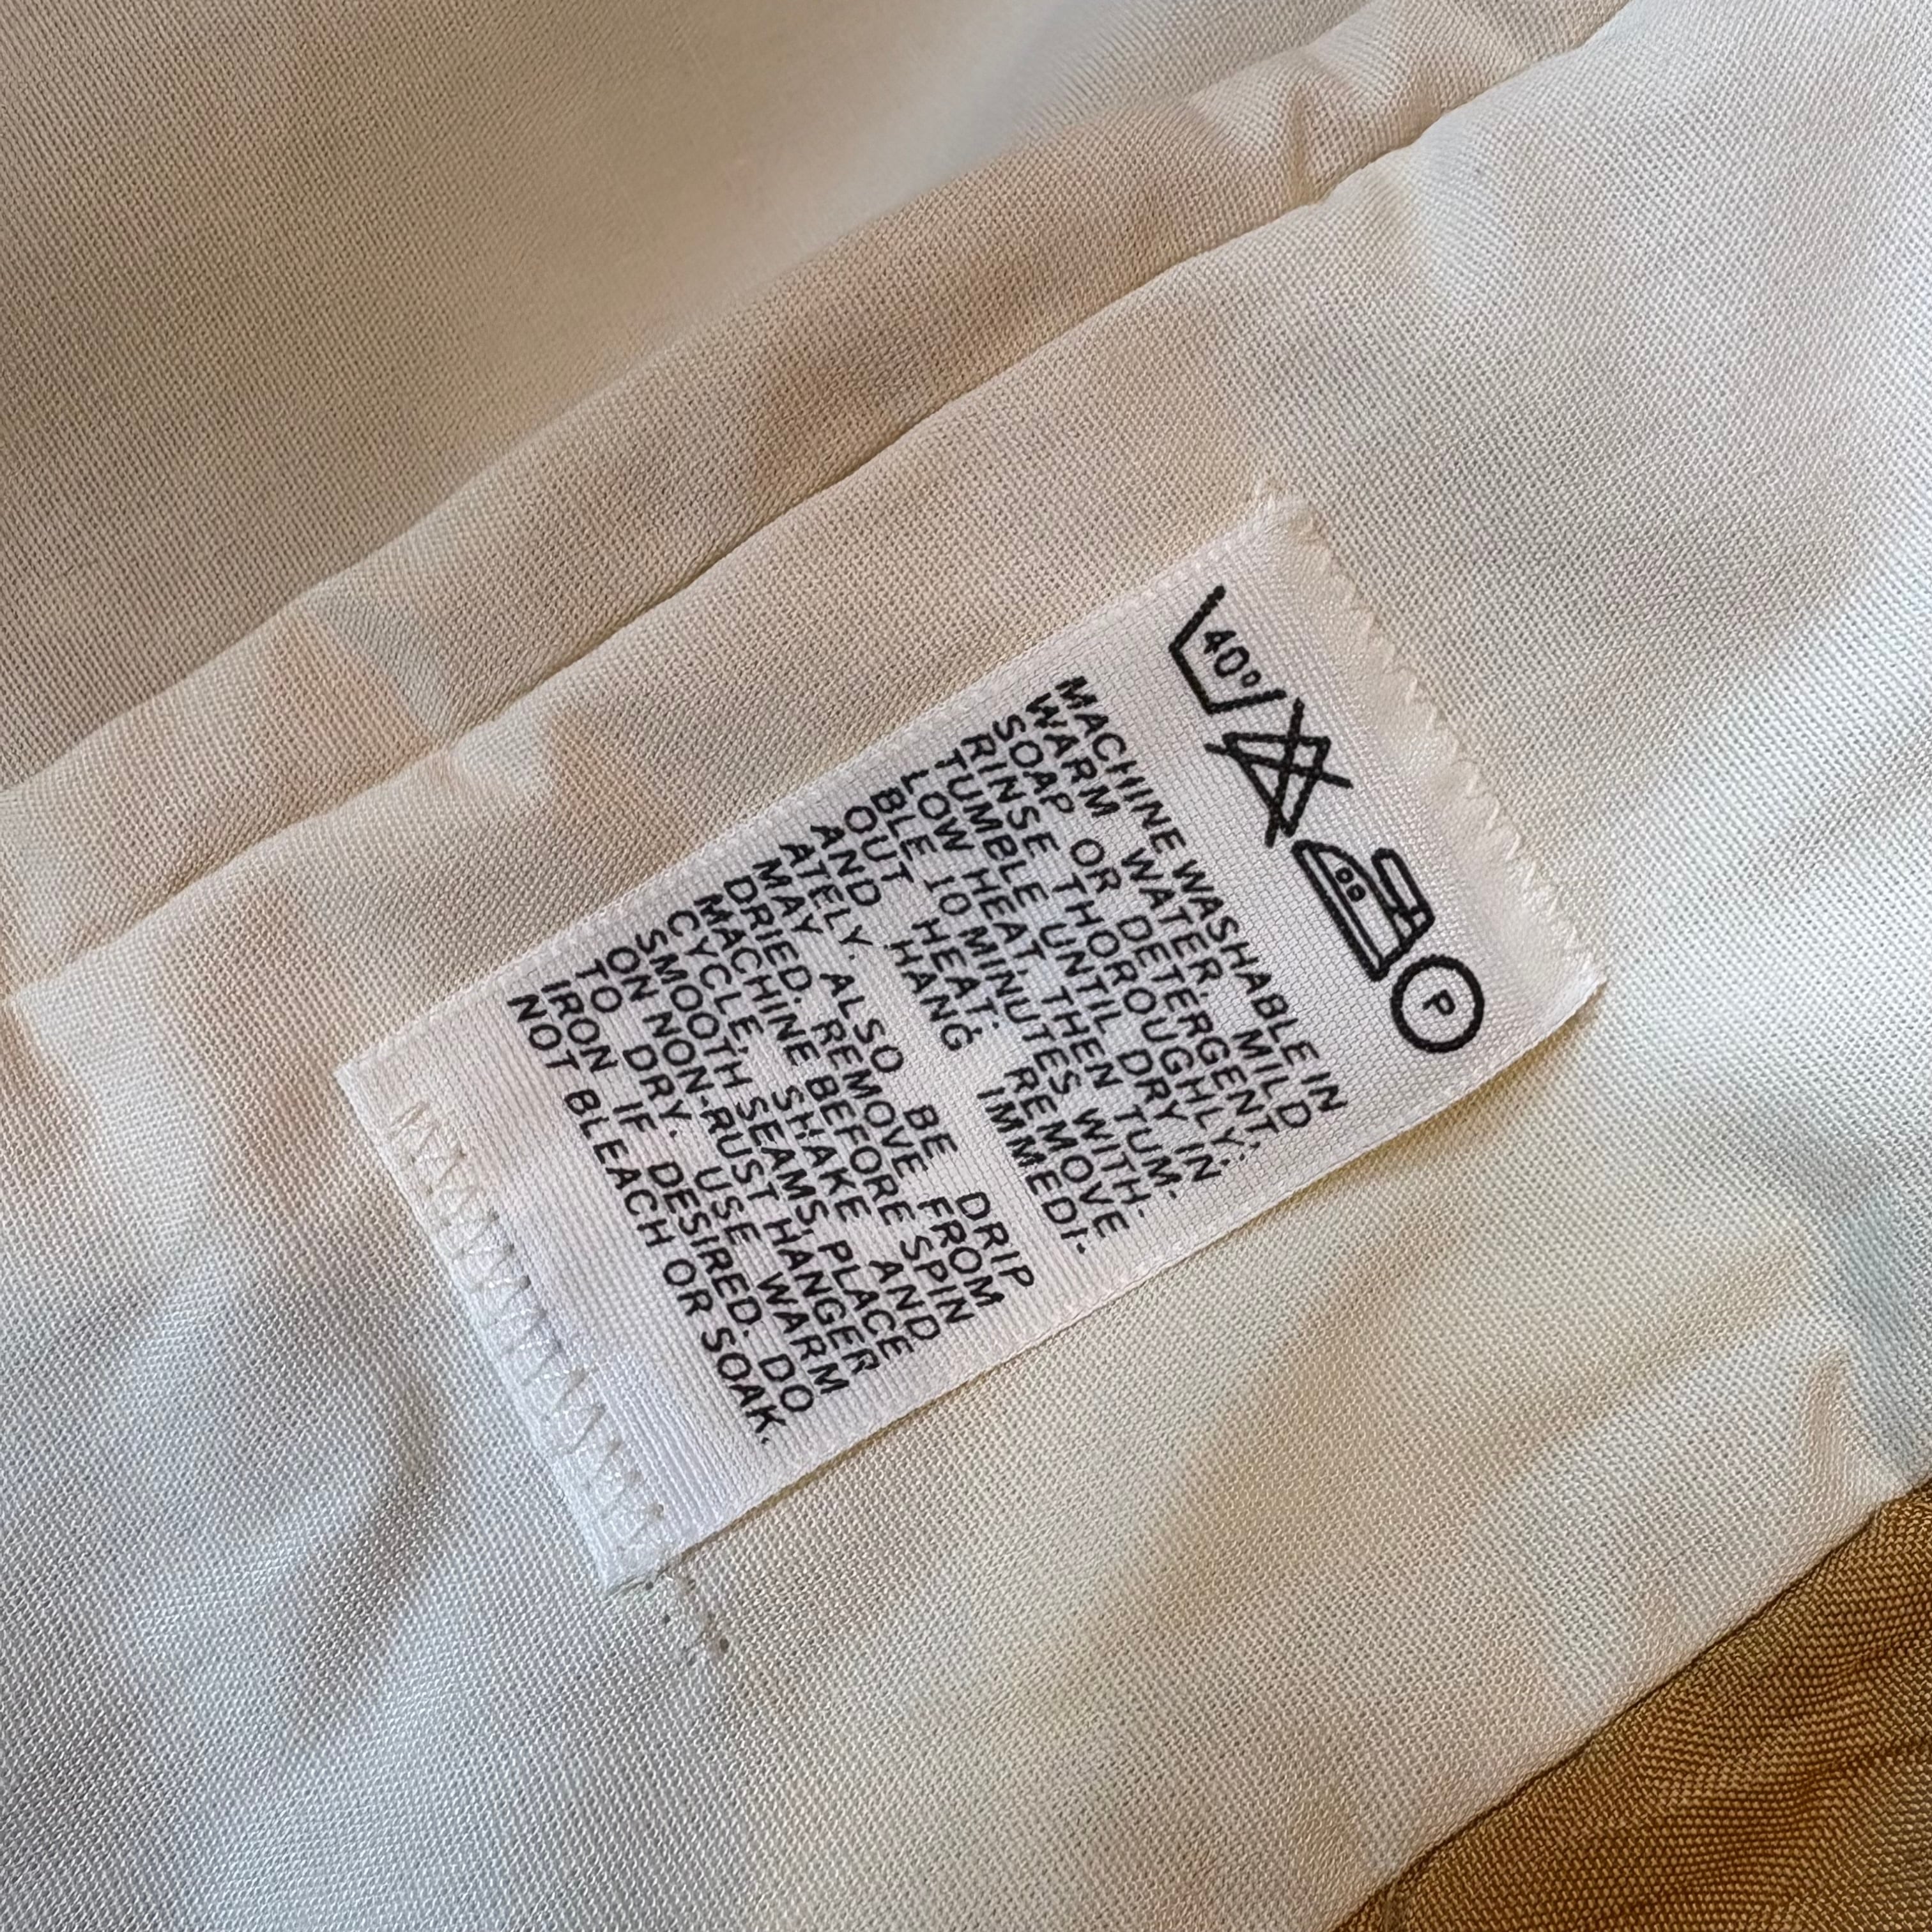 40° P
MACHINE WASHABLE IN
WARM WATER. MILD
SOAP OR DETERGENT.
RINSE THOROUGHLY.
TUMBLE UNTIL DRY IN
LOW HEAT, THEN TUM-
BLE 10 MINUTES WITH-
OUT HEAT. REMOVE
AND HANG IMMEDI-
ATELY.
MAY ALSO BE DRIP
DRIED. REMOVE FROM
MACHINE BEFORE SPIN
CYCLE, SHAKE AND
SMOOTH SEAMS, PLACE
ON NON-RUST HANGER
TO DRY. USE WARM
IRON IF DESIRED. DO
NOT BLEACH OR SOAK.